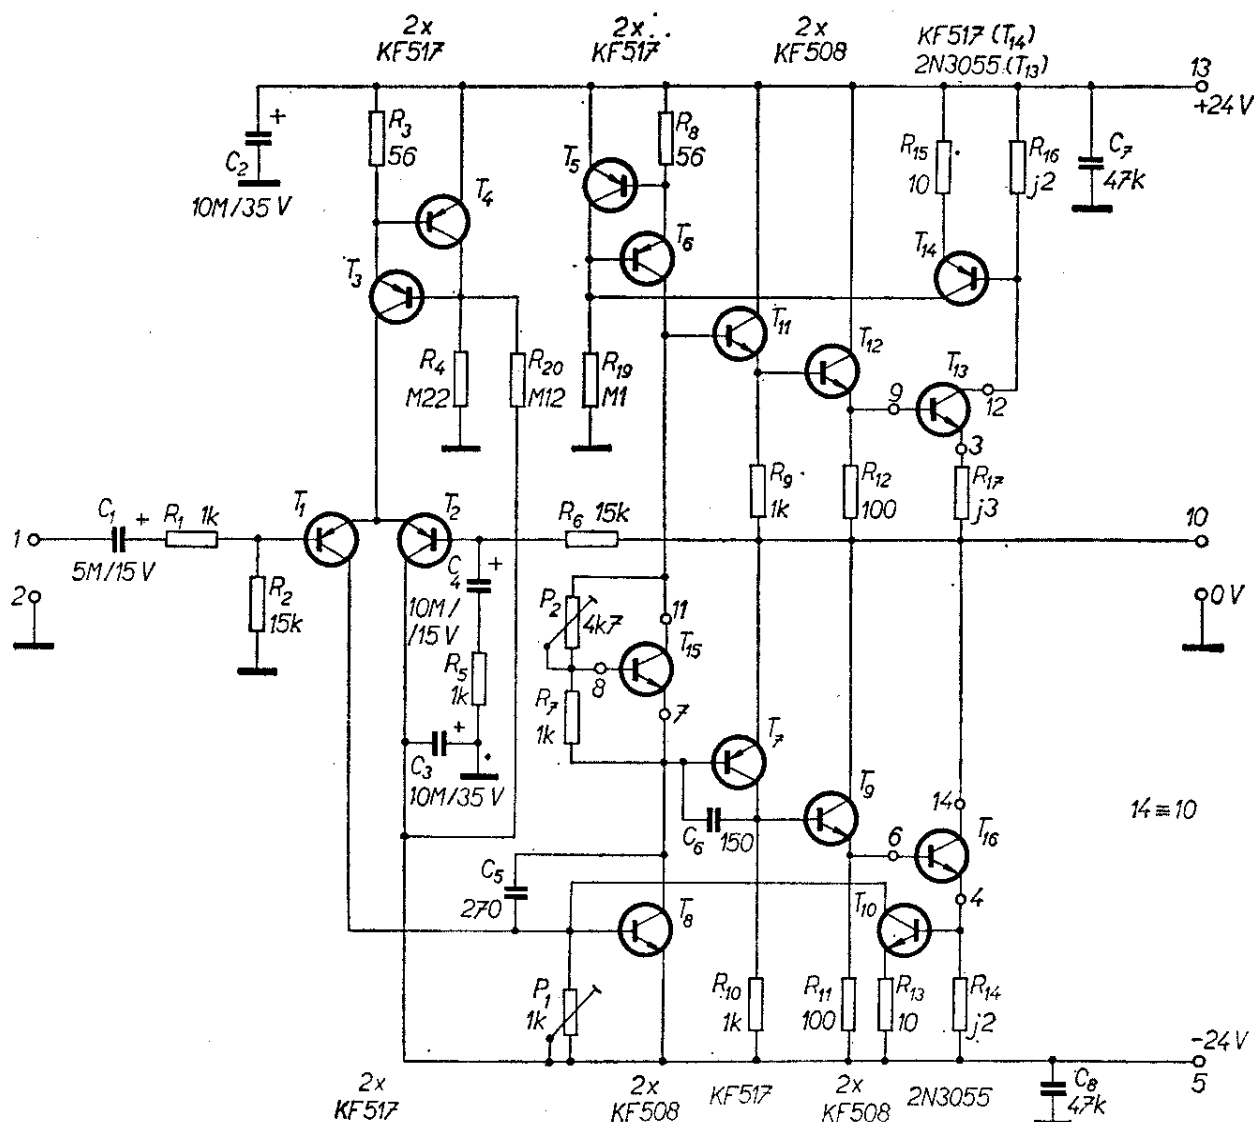 2x
KF517
2x
KF517
2x
KF508
KF517 (T14)
2N3055 (T13)
13
+24V
+
C2
10M/35 V
R3
56
T4
T3
T5
R8
56
T6
R15
10
R16
j2
C7
47k
T14
T11
T12
T13
R4
M22
R20
M12
R19
M1
9
12
3
R9
1k
R12
100
R17
j3
1
C1
+
R1
1k
5M/15 V
T1
T2
R6
15k
10
2
R2
15k
C4
+
10M/
/15V
R5
1k
P2
4k7
11
T15
8
R7
1k
7
0V
C3
+
10M/35 V
T7
T9
14
14≡10
C6
150
6
T16
C5
270
T8
T10
4
P1
1k
R10
1k
R11
100
R13
10
R14
j2
-24V
5
2x
KF517
2x
KF508
KF517
2x
KF508
2N3055
C8
47k